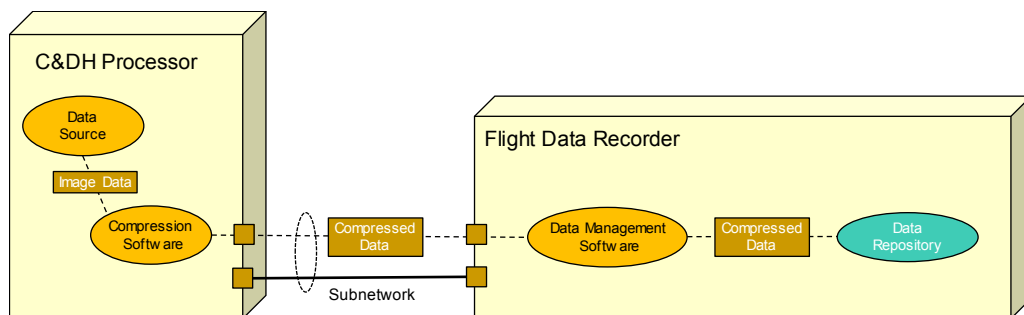 C&DH Processor
Data
Source
Image Data
Compression
Software
Compressed
Data
Subnetwork
Flight Data Recorder
Data Management
Software
Compressed
Data
Data
Repository